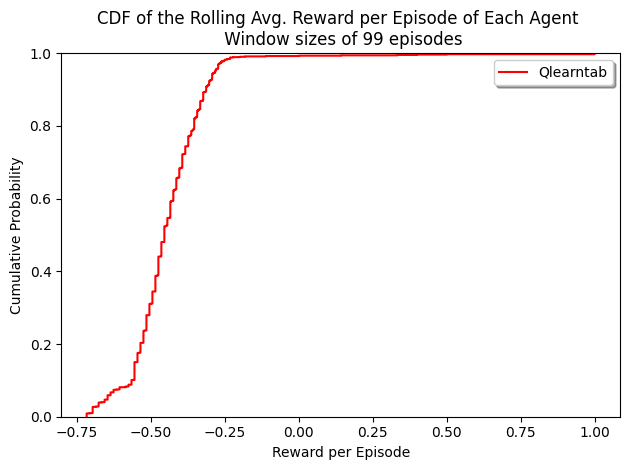 CDF of the Rolling Avg. Reward per Episode of Each Agent
Window sizes of 99 episodes
Qlearntab
Cumulative Probability
1.0
0.8
0.6
0.4
0.2
0.0
−0.75 −0.50 −0.25 0.00 0.25 0.50 0.75 1.00
Reward per Episode